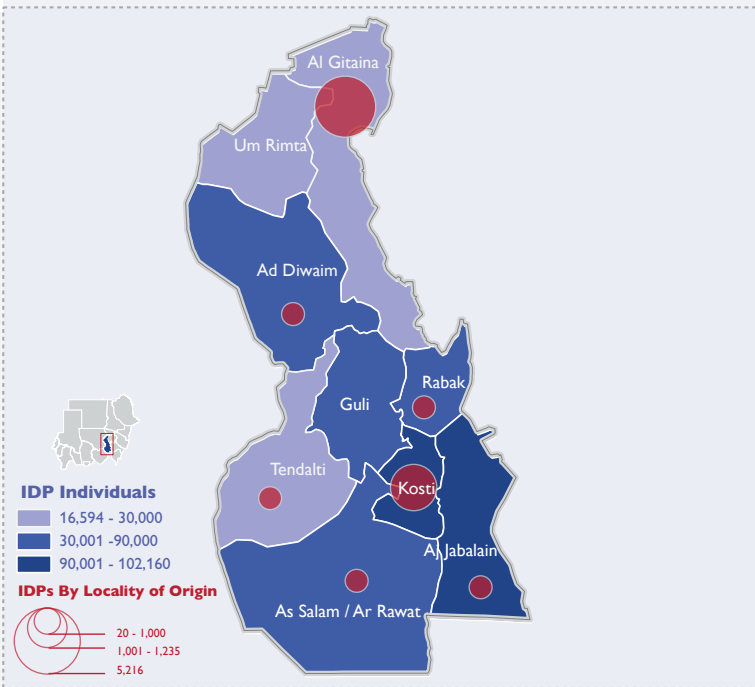 Al Gitaina
Um Rimta
Ad Diwaim
Rabak
Guli
Tendalti
Kosti
Aj Jabalain
As Salam / Ar Rawat
IDP Individuals
16,594 - 30,000
30,001 -90,000
90,001 - 102,160
IDPs By Locality of Origin
20 - 1,000
1,001 - 1,235
5,216